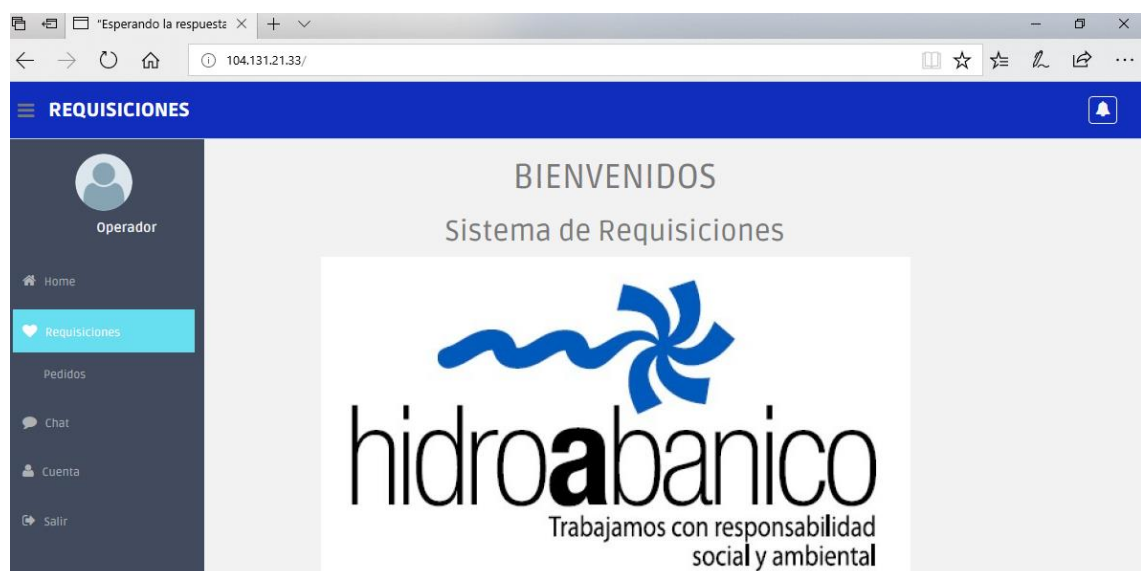 "Esperando la respuesta
104.131.21.33/
REQUISICIONES
Operador
Home
Requisiciones
Pedidos
Chat
Cuenta
Salir
BIENVENIDOS
Sistema de Requisiciones
hidroabanico
Trabajamos con responsabilidad
social y ambiental